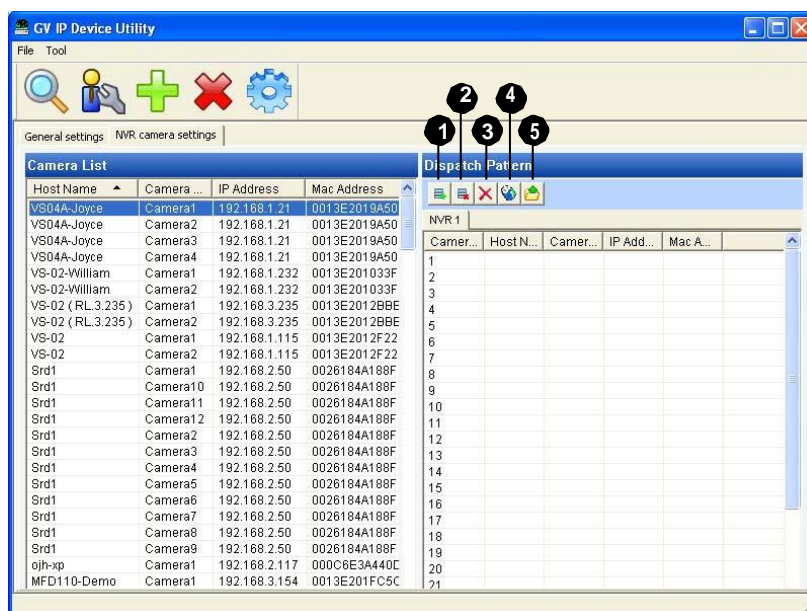 GV IP Device Utility
File Tool
General settings NVR camera settings
1 2 3 4 5
Camera List
Host Name Camera ... IP Address Mac Address
VS04A-Joyce Camera1 192.168.1.21 0013E2019A50
VS04A-Joyce Camera2 192.168.1.21 0013E2019A50
VS04A-Joyce Camera3 192.168.1.21 0013E2019A50
VS04A-Joyce Camera4 192.168.1.21 0013E2019A50
VS-02-William Camera1 192.168.1.232 0013E201033F
VS-02-William Camera2 192.168.1.232 0013E201033F
VS-02 ( RL.3.235 ) Camera1 192.168.3.235 0013E2012BBE
VS-02 ( RL.3.235 ) Camera2 192.168.3.235 0013E2012BBE
VS-02 Camera1 192.168.1.115 0013E2012F22
VS-02 Camera2 192.168.1.115 0013E2012F22
Srd1 Camera1 192.168.2.50 0026184A188F
Srd1 Camera10 192.168.2.50 0026184A188F
Srd1 Camera11 192.168.2.50 0026184A188F
Srd1 Camera12 192.168.2.50 0026184A188F
Srd1 Camera2 192.168.2.50 0026184A188F
Srd1 Camera3 192.168.2.50 0026184A188F
Srd1 Camera4 192.168.2.50 0026184A188F
Srd1 Camera5 192.168.2.50 0026184A188F
Srd1 Camera6 192.168.2.50 0026184A188F
Srd1 Camera7 192.168.2.50 0026184A188F
Srd1 Camera8 192.168.2.50 0026184A188F
Srd1 Camera9 192.168.2.50 0026184A188F
ojh-xp Camera1 192.168.2.117 000C6E3A440D
MFD110-Demo Camera1 192.168.3.154 0013E201FC5C
Dispatch Pattern
NVR 1
Camer... Host N... Camer... IP Add... Mac A...
1
2
3
4
5
6
7
8
9
10
11
12
13
14
15
16
17
18
19
20
21